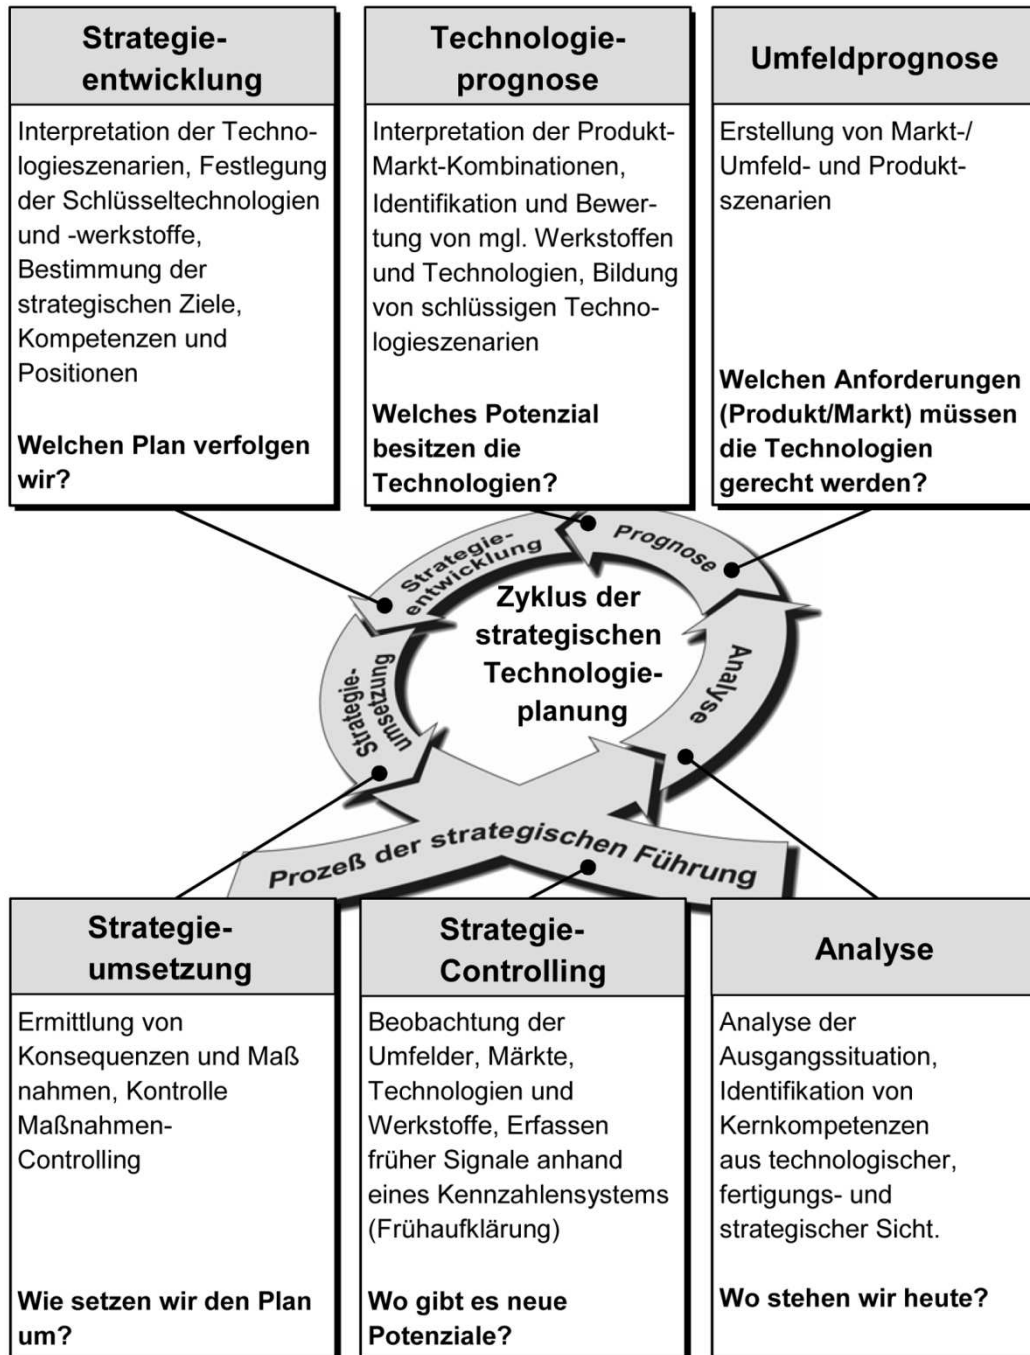 Strategie-
entwicklung
Interpretation der Techno-
logieszenarien, Festlegung
der Schlüsseltechnologien
und -werkstoffe,
Bestimmung der
strategischen Ziele,
Kompetenzen und
Positionen
Welchen Plan verfolgen
wir?
Technologie-
prognose
Interpretation der Produkt-
Markt-Kombinationen,
Identifikation und Bewer-
tung von mgl. Werkstoffen
und Technologien, Bildung
von schlüssigen Techno-
logieszenarien
Welches Potenzial
besitzen die
Technologien?
Umfeldprognose
Erstellung von Markt-/
Umfeld- und Produkt-
szenarien
Welchen Anforderungen
(Produkt/Markt) müssen
die Technologien
gerecht werden?
Strategie-
entwicklung
Prognose
Analyse
Strategie-
umsetzung
Zyklus der
strategischen
Technologie-
planung
Prozeß der strategischen Führung
Strategie-
umsetzung
Ermittlung von
Konsequenzen und Maß
nahmen, Kontrolle
Maßnahmen-
Controlling
Wie setzen wir den Plan
um?
Strategie-
Controlling
Beobachtung der
Umfelder, Märkte,
Technologien und
Werkstoffe, Erfassen
früher Signale anhand
eines Kennzahlensystems
(Frühaufklärung)
Wo gibt es neue
Potenziale?
Analyse
Analyse der
Ausgangssituation,
Identifikation von
Kernkompetenzen
aus technologischer,
fertigungs- und
strategischer Sicht.
Wo stehen wir heute?